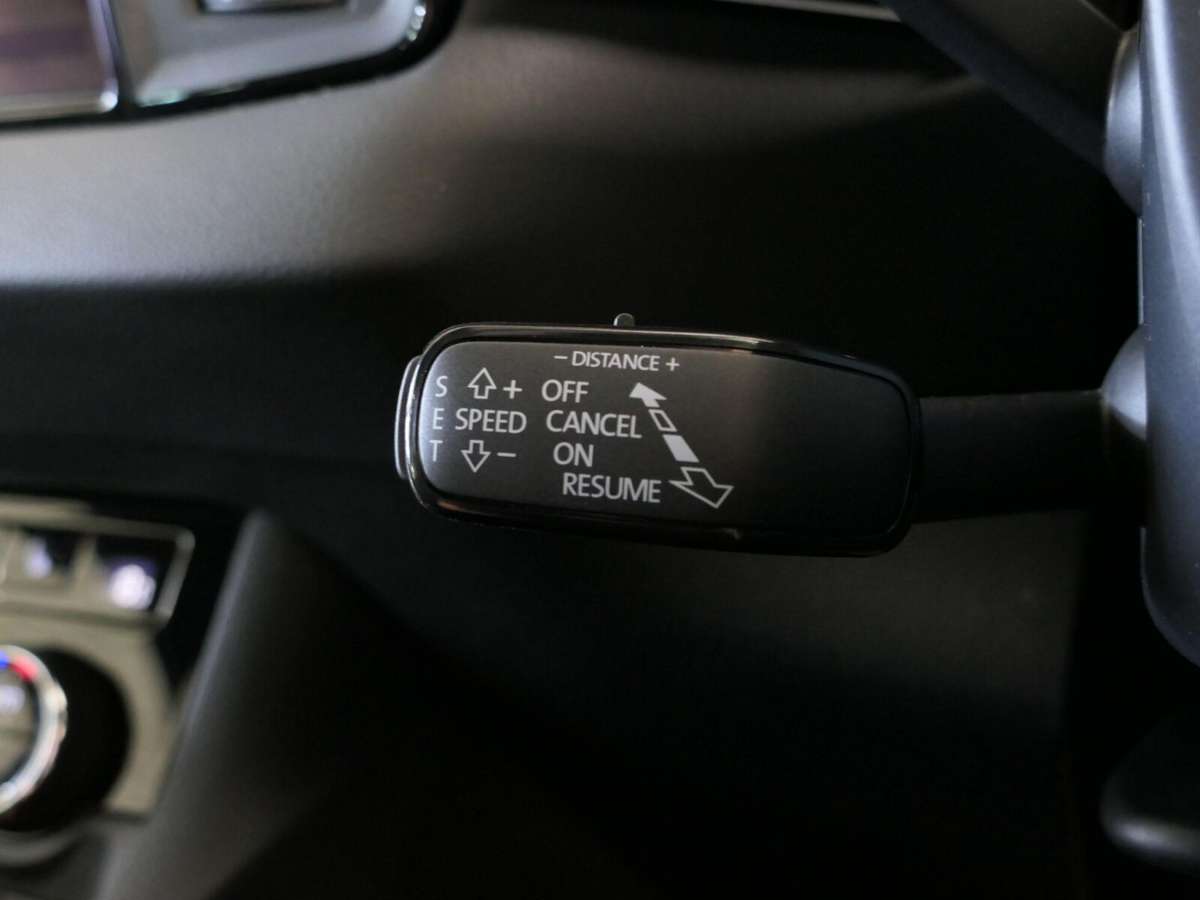 − DISTANCE +
S + OFF
E SPEED CANCEL
T − ON
RESUME